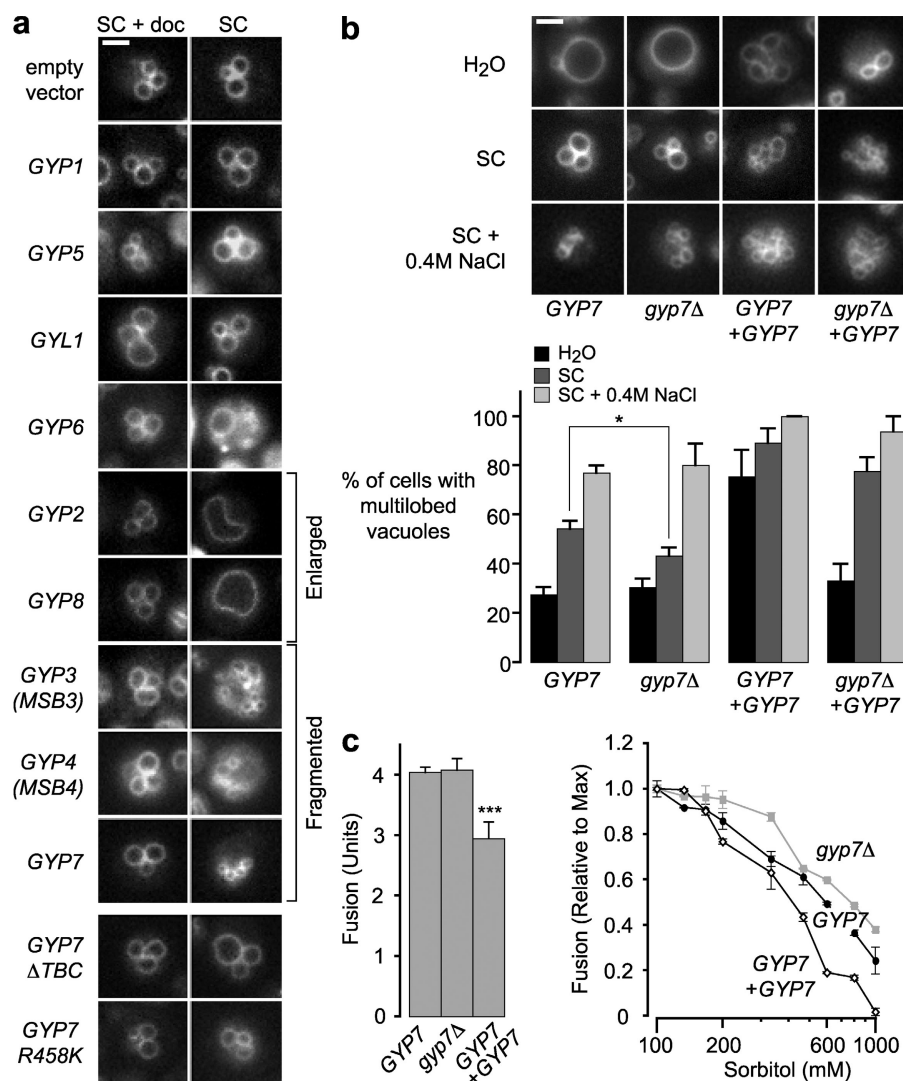 a
SC + doc SC
empty
vector
GYP1
GYP5
GYL1
GYP6
GYP2
GYP8
Enlarged
GYP3
(MSB3)
GYP4
(MSB4)
GYP7
Fragmented
GYP7
ΔTBC
GYP7
R458K
b
H₂O
SC
SC +
0.4M NaCl
GYP7 gyp7Δ GYP7 gyp7Δ
+GYP7 +GYP7
H₂O
SC
SC + 0.4M NaCl
% of cells with
multilobed
vacuoles
100
80
60
40
20
0
*
GYP7 gyp7Δ GYP7 gyp7Δ
+GYP7 +GYP7
c
Fusion (Units)
4
3
2
1
0
***
GYP7 gyp7Δ GYP7
+GYP7
Fusion (Relative to Max)
1.2
1.0
0.8
0.6
0.4
0.2
0
gyp7Δ
GYP7
GYP7
+GYP7
100 200 600 1000
Sorbitol (mM)